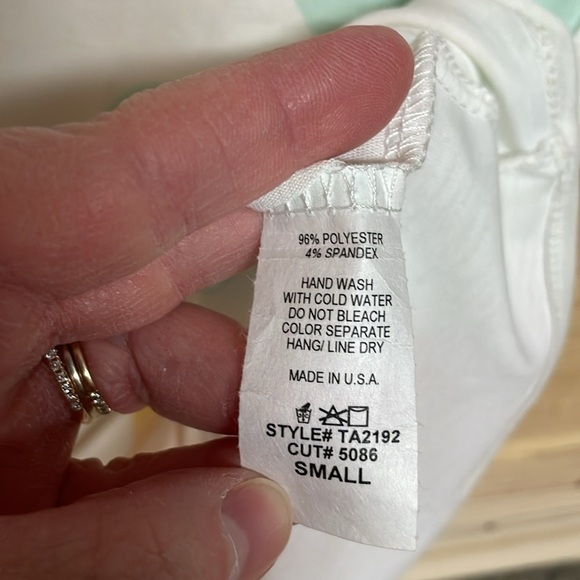 96% POLYESTER
4% SPANDEX
HAND WASH
WITH COLD WATER
DO NOT BLEACH
COLOR SEPARATE
HANG/ LINE DRY
MADE IN U.S.A.
STYLE# TA2192
CUT# 5086
SMALL